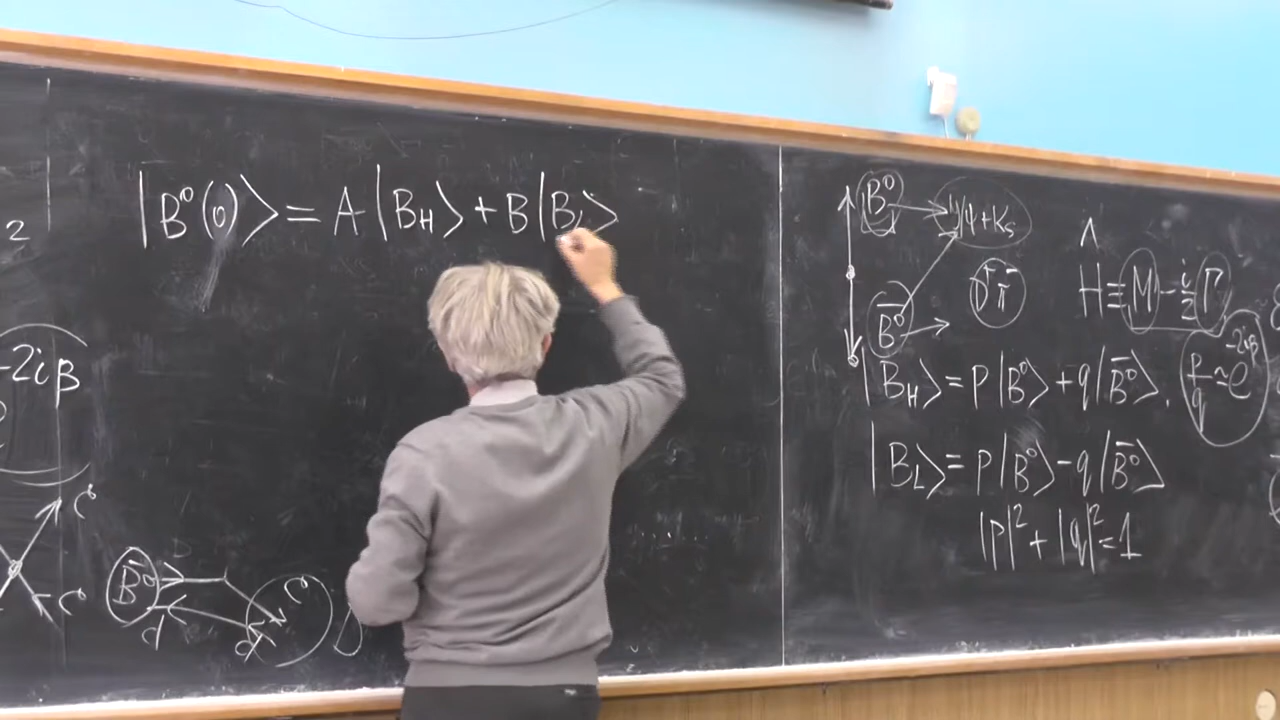 |B⁰(0)⟩ = A|B_H⟩ + B|B_L⟩
2
-2iβ
c
c
B̄⁰ c
d d
B⁰ → J/ψ + K_s
B̄⁰ → D⁺π⁻
Ĥ ≡ M - i/2 Γ
|B_H⟩ = p|B⁰⟩ + q|B̄⁰⟩, p/q ≃ e^{-2iβ}
|B_L⟩ = p|B⁰⟩ - q|B̄⁰⟩
|p|² + |q|² = 1